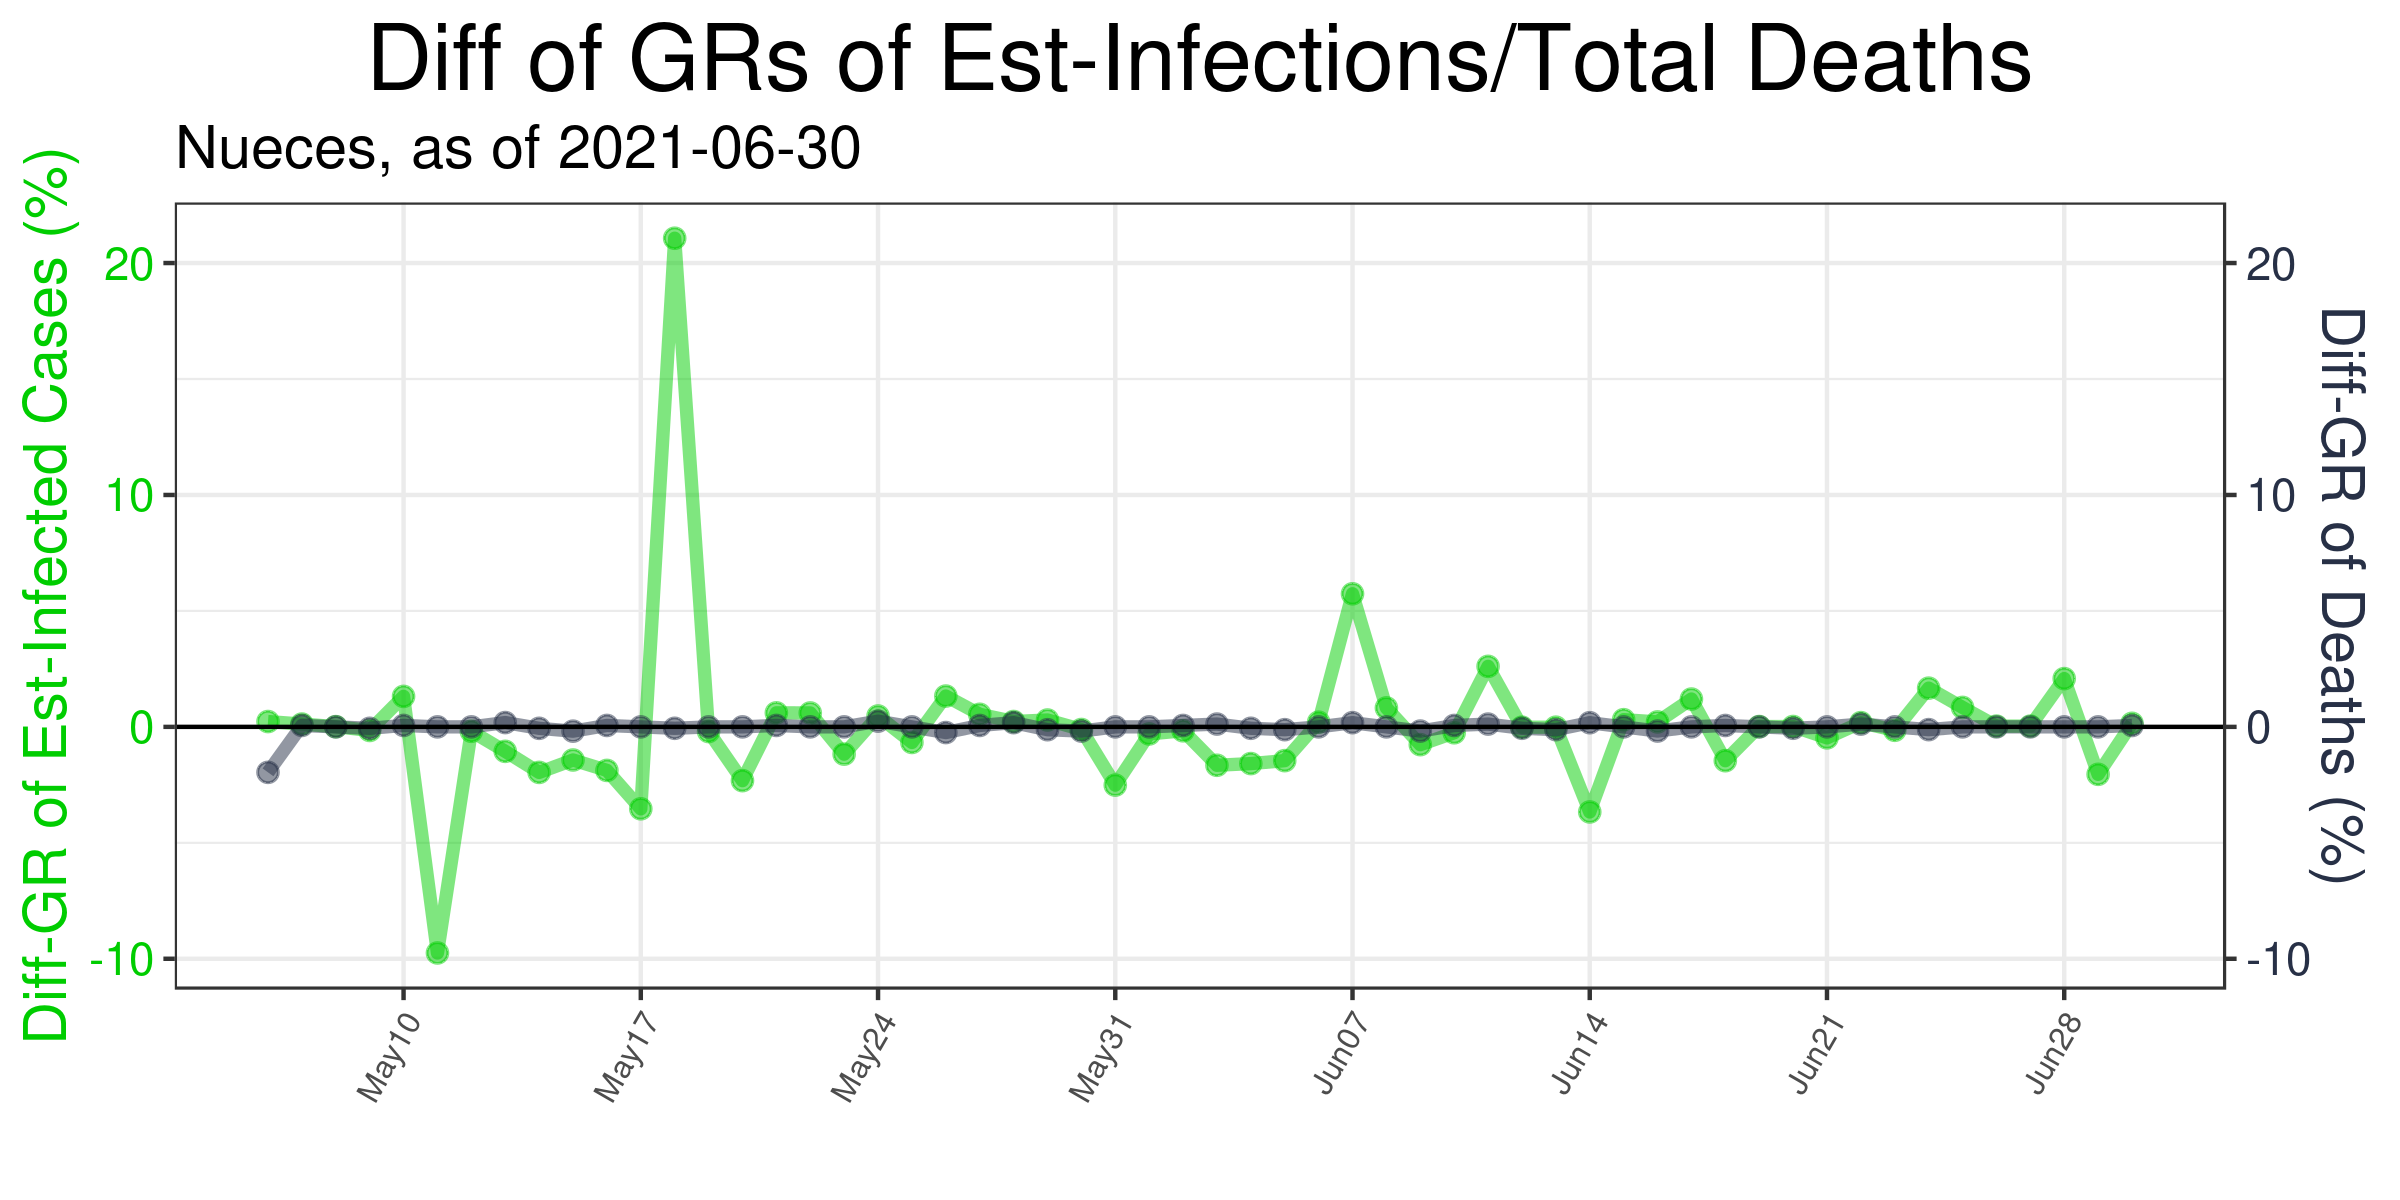 Diff of GRs of Est-Infections/Total Deaths
Nueces, as of 2021-06-30
Diff-GR of Est-Infected Cases (%)
20
10
0
-10
20
10
0
-10
Diff-GR of Deaths (%)
May10
May17
May24
May31
Jun07
Jun14
Jun21
Jun28